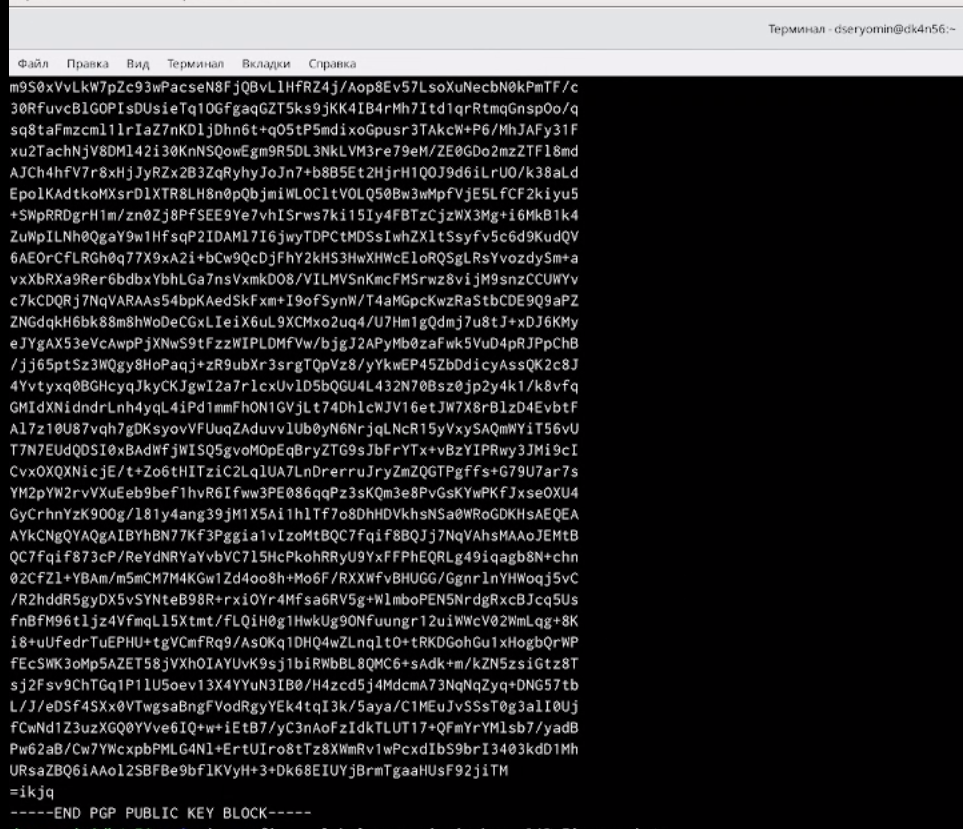 Терминал - dseryomin@dk4n56:~
Файл Правка Вид Терминал Вкладки Справка
m9S0xVvLkW7pZc93wPacseN8FjQBvLlHfRZ4j/Aop8Ev57LsoXuNecbN0kPmTF/c
30RfuvcBlGOPIsDUsieTq1OGfgaqGZT5ks9jKK4IB4rMh7Itd1qrRtmqGnspOo/q
sq8taFmzcml1lrIaZ7nKDljDhn6t+qO5tP5mdixoGpusr3TAkcW+P6/MhJAFy31F
xu2TachNjV8DMl42i30KnNSQowEgm9R5DL3NkLVM3re79eM/ZE0GDo2mzZTFl8md
AJCh4hfV7r8xHjJyRZx2B3ZqRyhyJoJn7+b8B5Et2HjrH1QOJ9d6iLrUO/k38aLd
EpolKAdtkoMXsrDlXTR8LH8n0pQbjmiWLOCltVOLQ50Bw3wMpfVjE5LfCF2kiyu5
+SWpRRDgrH1m/zn0Zj8PfSEE9Ye7vhISrws7ki15Iy4FBTzCjzWX3Mg+i6MkB1k4
ZuWpILNh0QgaY9w1HfsqP2IDAMl7I6jwyTDPCtMDSsIwhZXltSsyfv5c6d9KudQV
6AEOrCfLRGh0q77X9xA2i+bCw9QcDjFhY2kHS3HwXHWcEloRQSgLRsYvozdySm+a
vxXbRXa9Rer6bdbxYbhLGa7nsVxmkDO8/VILMVSnKmcFMSrwz8vijM9snzCCUWYv
c7kCDQRj7NqVARAAs54bpKAedSkFxm+I9ofSynW/T4aMGpcKwzRaStbCDE9Q9aPZ
ZNGdqkH6bk88m8hWoDeCGxLIeiX6uL9XCMxo2uq4/U7Hm1gQdmj7u8tJ+xDJ6KMy
eJYgAX53eVcAwpPjXNwS9tFzzWIPLDMfVw/bjgJ2APyMb0zaFwk5VuD4pRJPpChB
/jj65ptSz3WQgy8HoPaqj+zR9ubXr3srgTQpVz8/yYkwEP45ZbDdicyAssQK2c8J
4Yvtyxq0BGHcyqJkyCKJgwI2a7rlcxUvlD5bQGU4L432N70Bsz0jp2y4k1/k8vfq
GMIdXNidndrLnh4yqL4iPd1mmFhON1GVjLt74DhlcWJV16etJW7X8rBlzD4EvbtF
Al7z10U87vqh7gDKsyovVFUuqZAduvvlUb0yN6NrjqLNcR15yVxySAQmWYiT56vU
T7N7EUdQDSI0xBAdWfjWISQ5gvoMOpEqBryZTG9sJbFrYTx+vBzYIPRwy3JMi9cI
CvxOXQXNicjE/t+Zo6tHITziC2LqlUA7LnDrerruJryZmZQGTPgffs+G79U7ar7s
YM2pYW2rvVXuEeb9bef1hvR6Ifww3PE086qqPz3sKQm3e8PvGsKYwPKfJxseOXU4
GyCrhnYzK9OOg/l81y4ang39jM1X5Ai1hlTf7o8DhHDVkhsNSa0WRoGDKHsAEQEA
AYkCNgQYAQgAIBYhBN77Kf3Pggia1vIzoMtBQC7fqif8BQJj7NqVAhsMAAoJEMtB
QC7fqif873cP/ReYdNRYaYvbVC7l5HcPkohRRyU9YxFFPhEQRLg49iqagb8N+chn
02CfZl+YBAm/m5mCM7M4KGw1Zd4oo8h+Mo6F/RXXWfvBHUGG/GgnrlnYHWoqj5vC
/R2hddR5gyDX5vSYNteB98R+rxiOYr4Mfsa6RV5g+WlmboPEN5NrdgRxcBJcq5Us
fnBfM96tljz4VfmqLl5Xtmt/fLQiH0g1HwkUg9ONfuungr12uiWWcV02WmLqg+8K
i8+uUfedrTuEPHU+tgVCmfRq9/AsOKq1DHQ4wZLnqltO+tRKDGohGu1xHogbQrWP
fEcSWK3oMp5AZET58jVXhOIAYUvK9sj1biRWbBL8QMC6+sAdk+m/kZN5zsiGtz8T
sj2Fsv9ChTGq1P1lU5oev13X4YYuN3IB0/H4zcd5j4MdcmA73NqNqZyq+DNG57tb
L/J/eDSf4SXx0VTwgsaBngFVodRgyYEk4tqI3k/5aya/C1MEuJvSSsT0g3alI0Uj
fCwNd1Z3uzXGQ0YVve6IQ+w+iEtB7/yC3nAoFzIdkTLUT17+QFmYrYMlsb7/yadB
Pw62aB/Cw7YWcxpbPMLG4Nl+ErtUIro8tTz8XWmRv1wPcxdIbS9brI3403kdD1Mh
URsaZBQ6iAAol2SBFBe9bflKVyH+3+Dk68EIUYjBrmTgaaHUsF92jiTM
=ikjq
-----END PGP PUBLIC KEY BLOCK-----